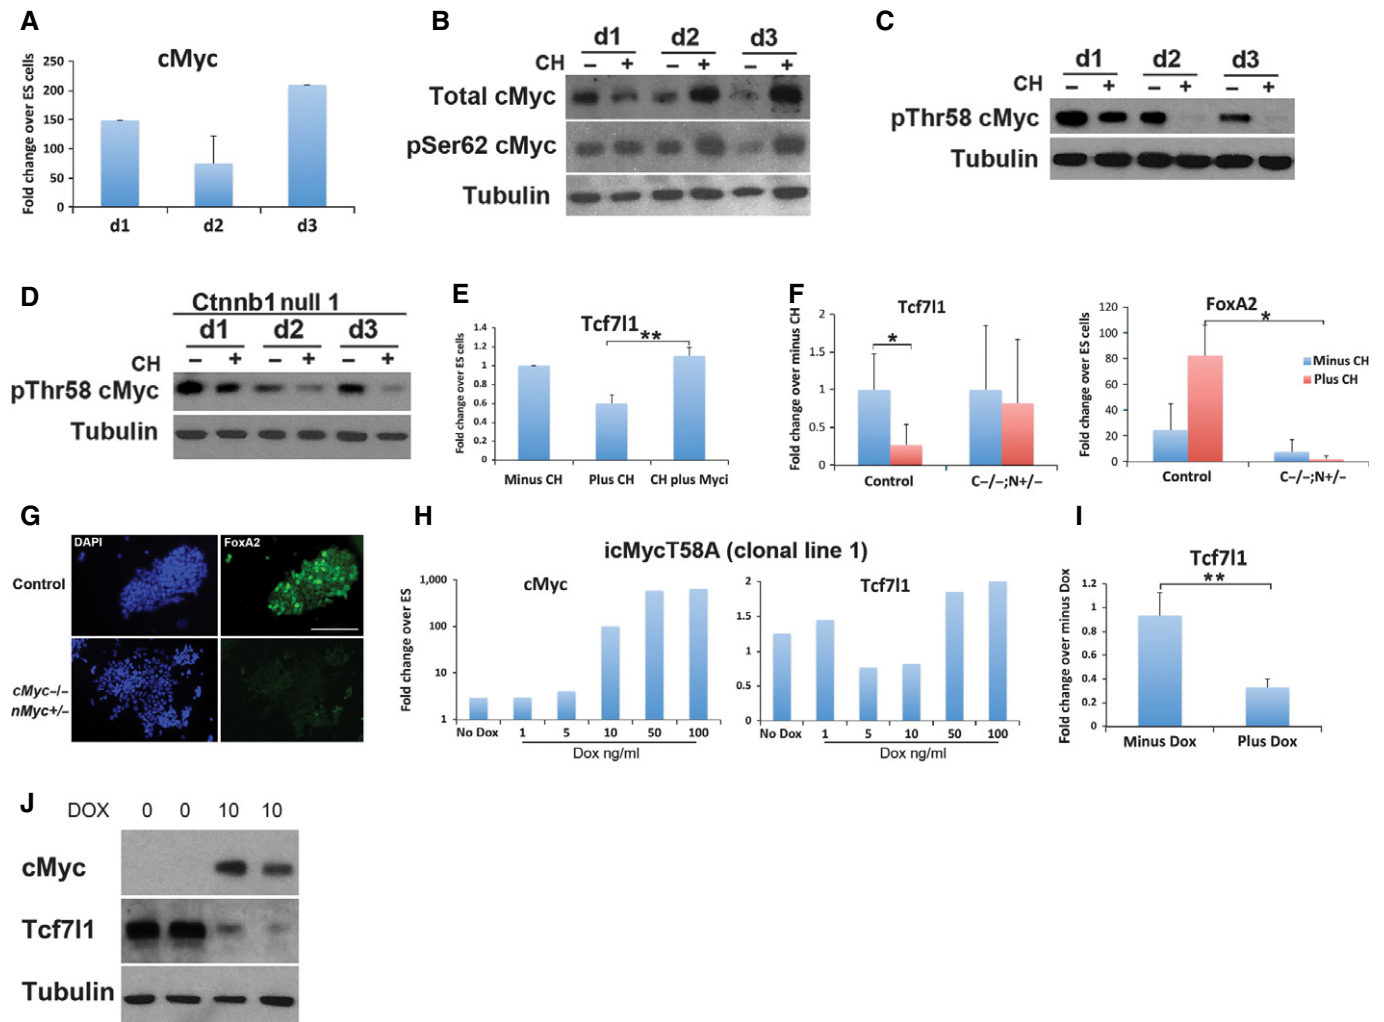 A
cMyc
Fold change over ES cells
250
200
150
100
50
0
d1 d2 d3
B
d1 d2 d3
CH – + – + – +
Total cMyc
pSer62 cMyc
Tubulin
C
d1 d2 d3
CH – + – + – +
pThr58 cMyc
Tubulin
D
Ctnnb1 null 1
d1 d2 d3
CH – + – + – +
pThr58 cMyc
Tubulin
E
Tcf7l1
**
Fold change over ES cells
1.4
1.2
1
0.8
0.6
0.4
0.2
0
Minus CH Plus CH CH plus Myci
F
Tcf7l1
*
Fold change over minus CH
2
1.5
1
0.5
0
Control C–/–;N+/–
FoxA2
*
Fold change over ES cells
120
100
80
60
40
20
0
Control C–/–;N+/–
Minus CH
Plus CH
G
DAPI FoxA2
Control
cMyc–/–
nMyc+/–
H
icMycT58A (clonal line 1)
cMyc
Fold change over ES
1,000
100
10
1
No Dox 1 5 10 50 100
Dox ng/ml
Tcf7l1
2
1.5
1
0.5
0
No Dox 1 5 10 50 100
Dox ng/ml
I
Tcf7l1
**
Fold change over minus Dox
1.2
1
0.8
0.6
0.4
0.2
0
Minus Dox Plus Dox
J
DOX 0 0 10 10
cMyc
Tcf7l1
Tubulin